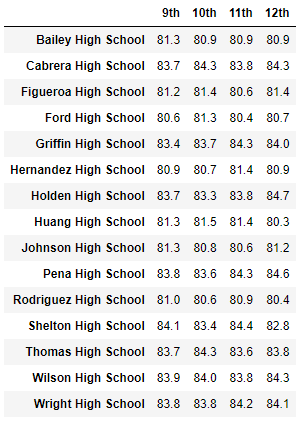 9th 10th 11th 12th
Bailey High School 81.3 80.9 80.9 80.9
Cabrera High School 83.7 84.3 83.8 84.3
Figueroa High School 81.2 81.4 80.6 81.4
Ford High School 80.6 81.3 80.4 80.7
Griffin High School 83.4 83.7 84.3 84.0
Hernandez High School 80.9 80.7 81.4 80.9
Holden High School 83.7 83.3 83.8 84.7
Huang High School 81.3 81.5 81.4 80.3
Johnson High School 81.3 80.8 80.6 81.2
Pena High School 83.8 83.6 84.3 84.6
Rodriguez High School 81.0 80.6 80.9 80.4
Shelton High School 84.1 83.4 84.4 82.8
Thomas High School 83.7 84.3 83.6 83.8
Wilson High School 83.9 84.0 83.8 84.3
Wright High School 83.8 83.8 84.2 84.1